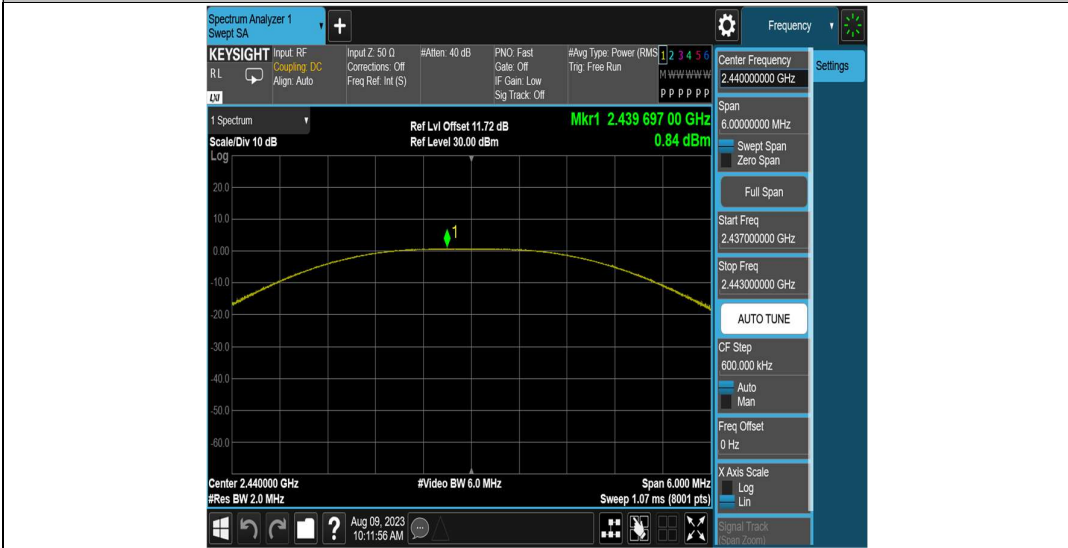 Spectrum Analyzer 1
Swept SA
+
Frequency
KEYSIGHT
RL
LXI
Input: RF
Coupling: DC
Align: Auto
Input Z: 50 Ω
Corrections: Off
Freq Ref: Int (S)
#Atten: 40 dB
PNO: Fast
Gate: Off
IF Gain: Low
Sig Track: Off
#Avg Type: Power (RMS
Trig: Free Run
1 2 3 4 5 6
M W W W W W
P P P P P P
Center Frequency
2.440000000 GHz
Settings
Span
6.00000000 MHz
Swept Span
Zero Span
Full Span
Start Freq
2.437000000 GHz
Stop Freq
2.443000000 GHz
AUTO TUNE
CF Step
600.000 kHz
Auto
Man
Freq Offset
0 Hz
X Axis Scale
Log
Lin
Signal Track
(Span Zoom)
1 Spectrum
Scale/Div 10 dB
Ref Lvl Offset 11.72 dB
Ref Level 30.00 dBm
Mkr1 2.439 697 00 GHz
0.84 dBm
Log
20.0
10.0
1
0.00
-10.0
-20.0
-30.0
-40.0
-50.0
-60.0
Center 2.440000 GHz
#Video BW 6.0 MHz
Span 6.000 MHz
#Res BW 2.0 MHz
Sweep 1.07 ms (8001 pts)
?
Aug 09, 2023
10:11:56 AM